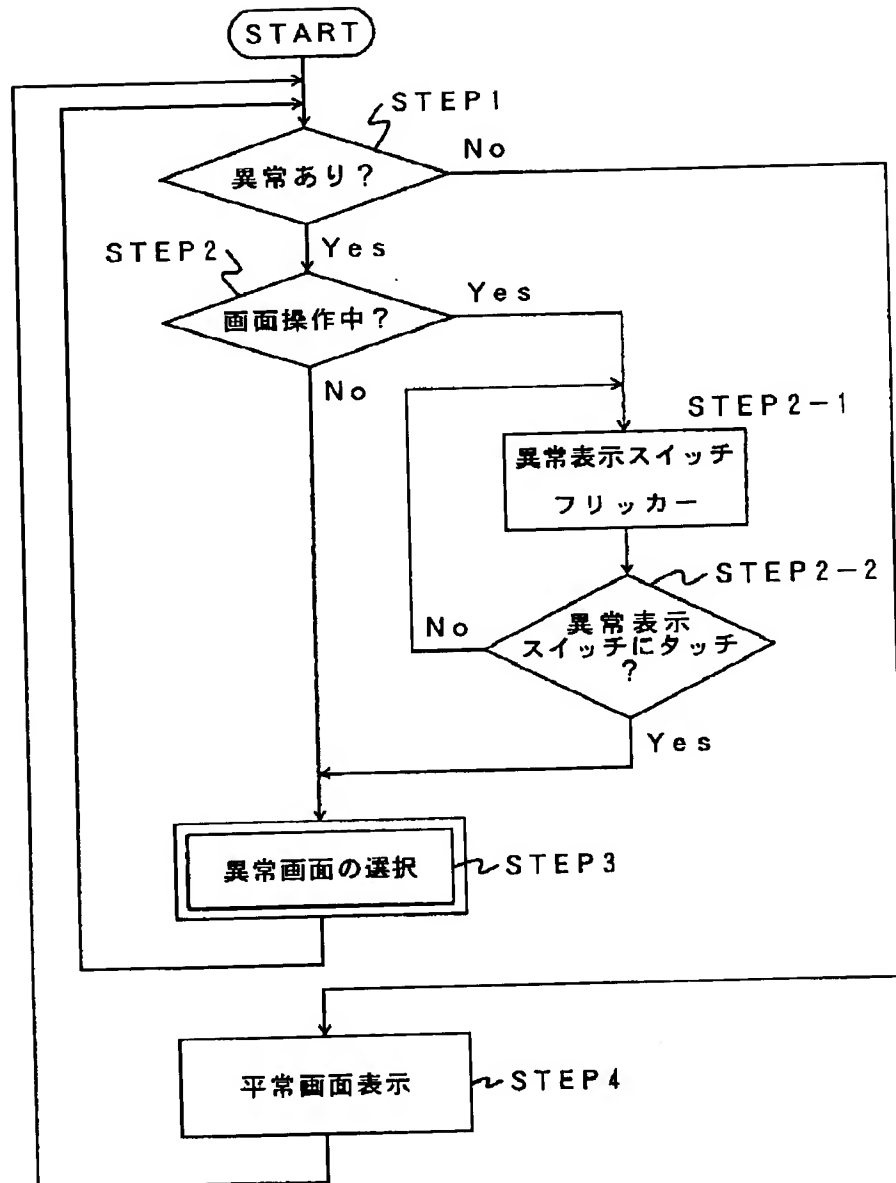 START
STEP1
異常あり?
No
Yes
STEP2
画面操作中?
Yes
No
STEP2-1
異常表示スイッチ
フリッカー
STEP2-2
異常表示
スイッチにタッチ
?
No
Yes
異常画面の選択
STEP3
平常画面表示
STEP4